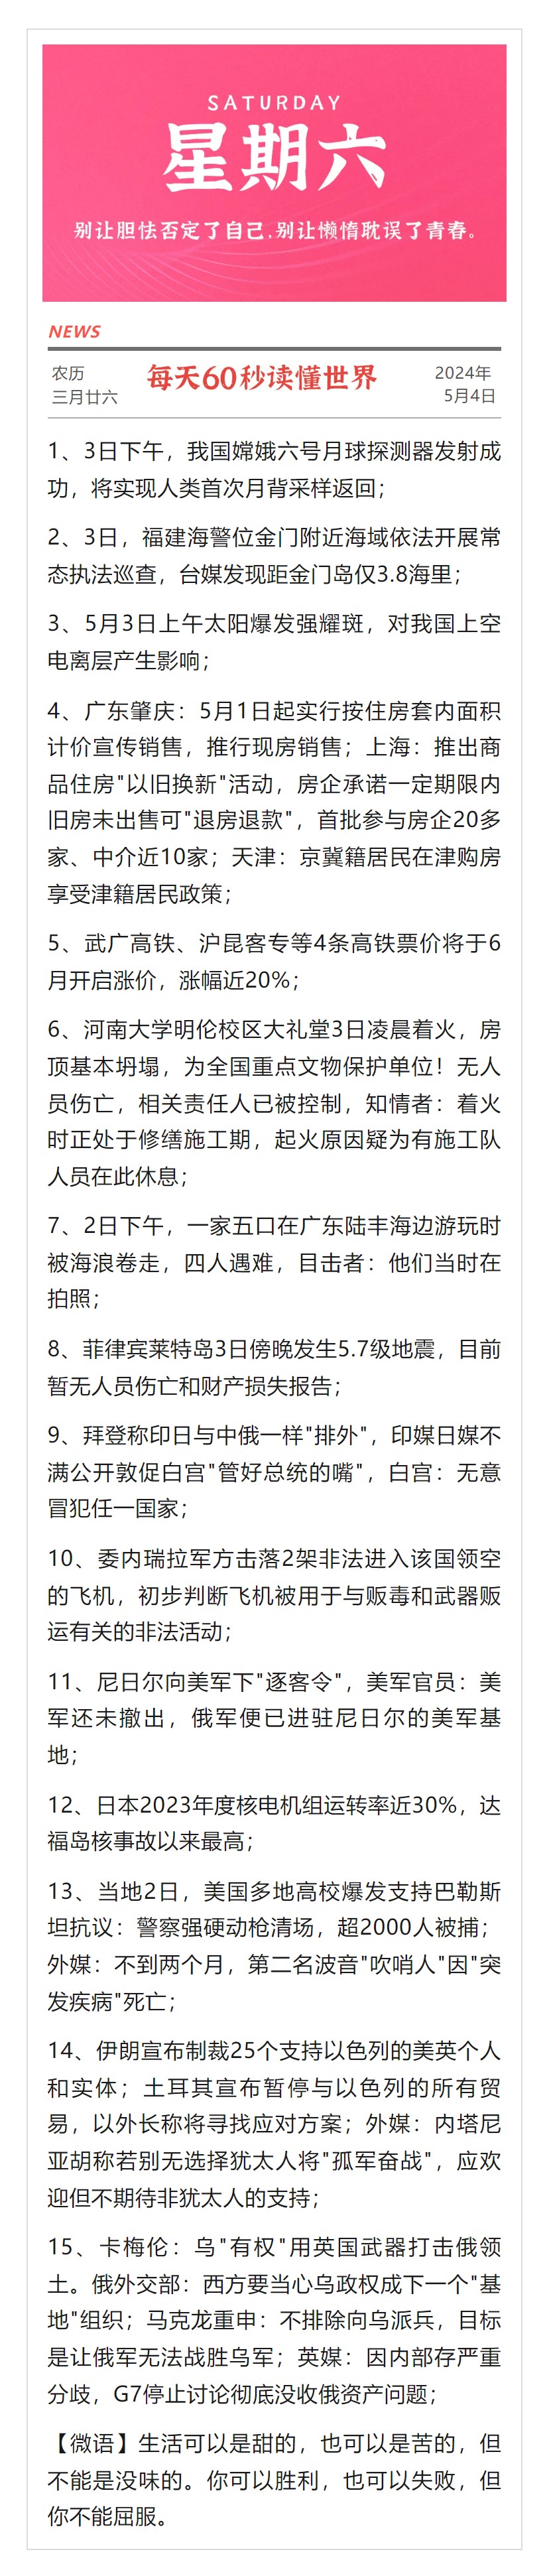 SATURDAY
星期六
别让胆怯否定了自己,别让懒惰耽误了青春。
NEWS
农历
三月廿六
每天60秒读懂世界
2024年
5月4日
1、3日下午，我国嫦娥六号月球探测器发射成
功，将实现人类首次月背采样返回；
2、3日，福建海警位金门附近海域依法开展常
态执法巡查，台媒发现距金门岛仅3.8海里；
3、5月3日上午太阳爆发强耀斑，对我国上空
电离层产生影响；
4、广东肇庆：5月1日起实行按住房套内面积
计价宣传销售，推行现房销售；上海：推出商
品住房"以旧换新"活动，房企承诺一定期限内
旧房未出售可"退房退款"，首批参与房企20多
家、中介近10家；天津：京冀籍居民在津购房
享受津籍居民政策；
5、武广高铁、沪昆客专等4条高铁票价将于6
月开启涨价，涨幅近20%；
6、河南大学明伦校区大礼堂3日凌晨着火，房
顶基本坍塌，为全国重点文物保护单位！无人
员伤亡，相关责任人已被控制，知情者：着火
时正处于修缮施工期，起火原因疑为有施工队
人员在此休息；
7、2日下午，一家五口在广东陆丰海边游玩时
被海浪卷走，四人遇难，目击者：他们当时在
拍照；
8、菲律宾莱特岛3日傍晚发生5.7级地震，目前
暂无人员伤亡和财产损失报告；
9、拜登称印日与中俄一样"排外"，印媒日媒不
满公开敦促白宫"管好总统的嘴"，白宫：无意
冒犯任一国家；
10、委内瑞拉军方击落2架非法进入该国领空
的飞机，初步判断飞机被用于与贩毒和武器贩
运有关的非法活动；
11、尼日尔向美军下"逐客令"，美军官员：美
军还未撤出，俄军便已进驻尼日尔的美军基
地；
12、日本2023年度核电机组运转率近30%，达
福岛核事故以来最高；
13、当地2日，美国多地高校爆发支持巴勒斯
坦抗议：警察强硬动枪清场，超2000人被捕；
外媒：不到两个月，第二名波音"吹哨人"因"突
发疾病"死亡；
14、伊朗宣布制裁25个支持以色列的美英个人
和实体；土耳其宣布暂停与以色列的所有贸
易，以外长称将寻找应对方案；外媒：内塔尼
亚胡称若别无选择犹太人将"孤军奋战"，应欢
迎但不期待非犹太人的支持；
15、卡梅伦：乌"有权"用英国武器打击俄领
土。俄外交部：西方要当心乌政权成下一个"基
地"组织；马克龙重申：不排除向乌派兵，目标
是让俄军无法战胜乌军；英媒：因内部存严重
分歧，G7停止讨论彻底没收俄资产问题；
【微语】生活可以是甜的，也可以是苦的，但
不能是没味的。你可以胜利，也可以失败，但
你不能屈服。